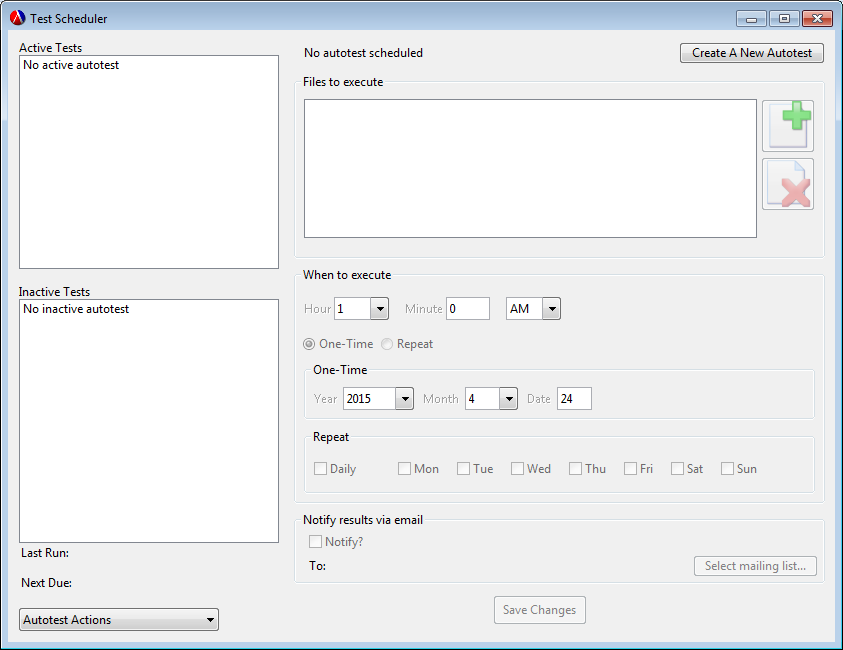 Test Scheduler
Active Tests
No active autotest
Inactive Tests
No inactive autotest
Last Run:
Next Due:
Autotest Actions
No autotest scheduled
Create A New Autotest
Files to execute
When to execute
Hour 1 Minute 0 AM
One-Time Repeat
One-Time
Year 2015 Month 4 Date 24
Repeat
Daily Mon Tue Wed Thu Fri Sat Sun
Notify results via email
Notify?
To: Select mailing list...
Save Changes